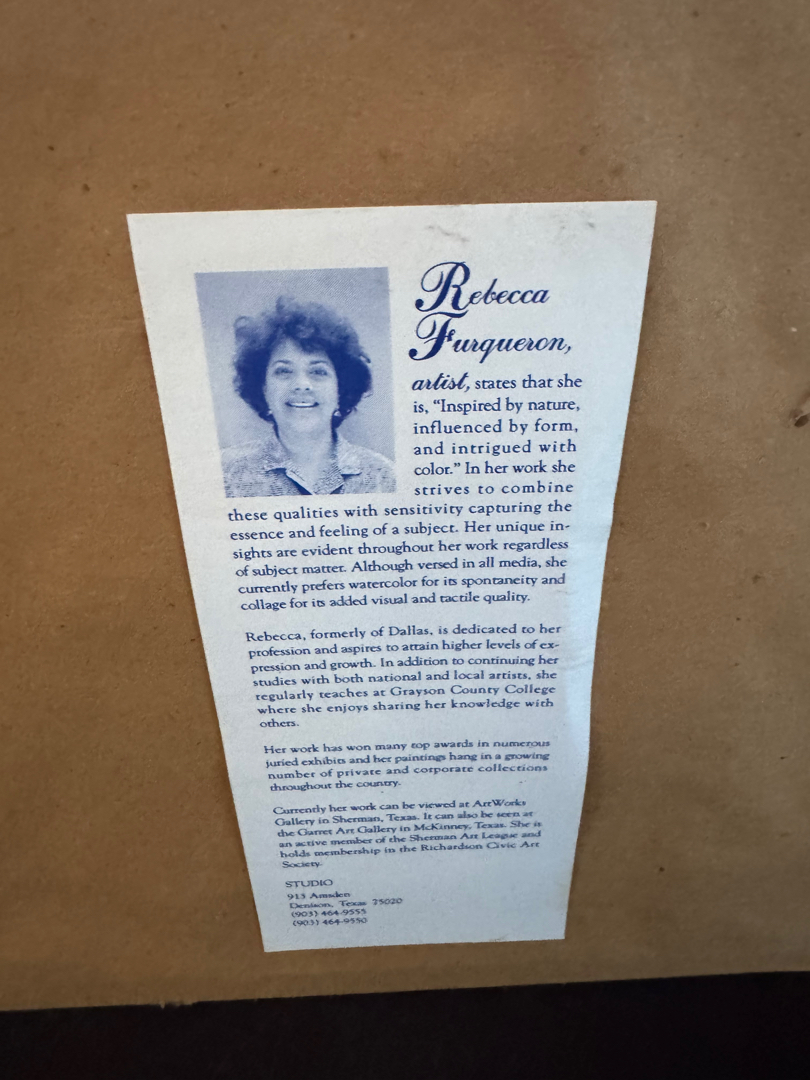 Rebecca
Furqueron,
artist, states that she
is, “Inspired by nature,
influenced by form,
and intrigued with
color.” In her work she
strives to combine
these qualities with sensitivity capturing the
essence and feeling of a subject. Her unique in-
sights are evident throughout her work regardless
of subject matter. Although versed in all media, she
currently prefers watercolor for its spontaneity and
collage for its added visual and tactile quality.
Rebecca, formerly of Dallas, is dedicated to her
profession and aspires to attain higher levels of ex-
pression and growth. In addition to continuing her
studies with both national and local artists, she
regularly teaches at Grayson County College
where she enjoys sharing her knowledge with
others.
Her work has won many top awards in numerous
juried exhibits and her paintings hang in a growing
number of private and corporate collections
throughout the country.
Currently her work can be viewed at ArtWorks
Gallery in Sherman, Texas. It can also be seen at
the Garret Art Gallery in McKinney, Texas. She is
an active member of the Sherman Art League and
holds membership in the Richardson Civic Art
Society.
STUDIO
913 Amsden
Denison, Texas 75020
(903) 464-9555
(903) 464-9550